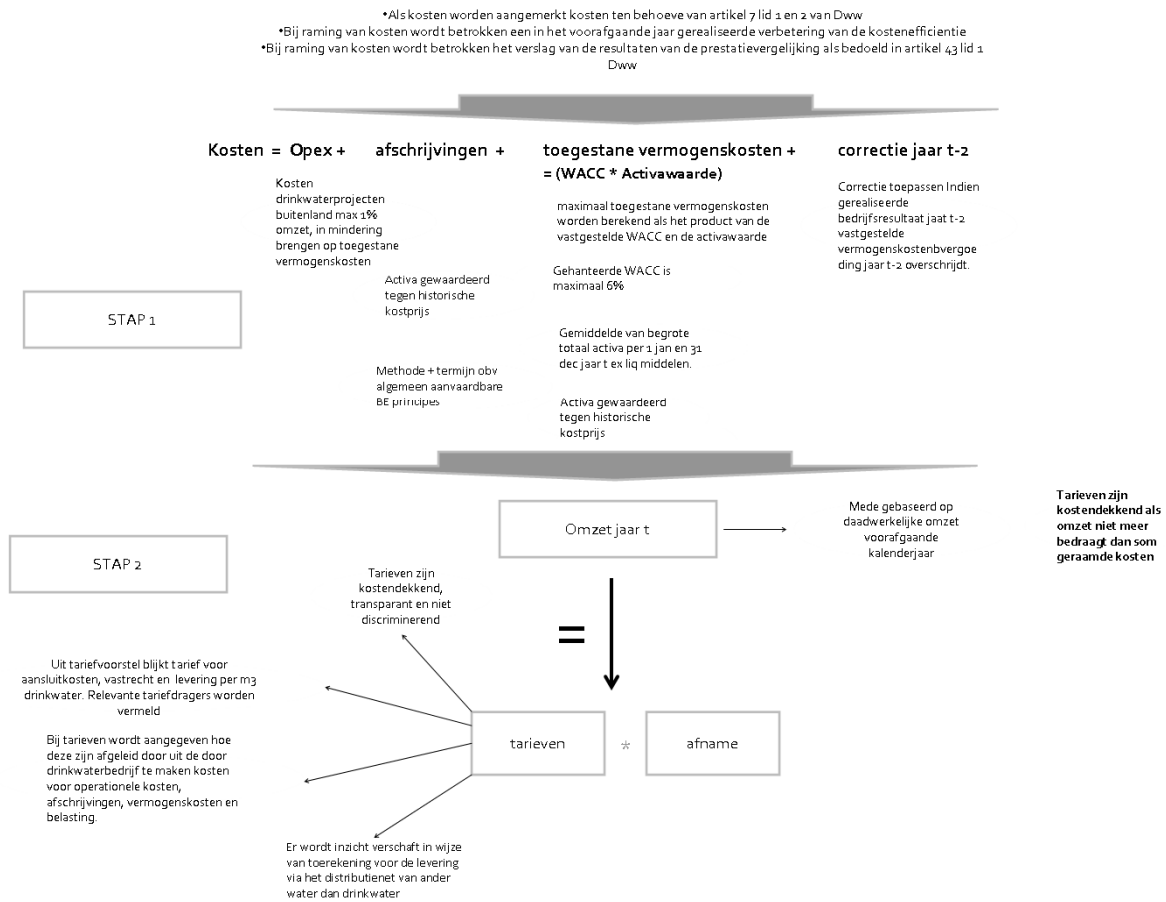 •Als kosten worden aangemerkt kosten ten behoeve van artikel 7 lid 1 en 2 van Dww
•Bij raming van kosten wordt betrokken een in het voorafgaande jaar gerealiseerde verbetering van de kostenefficientie
•Bij raming van kosten wordt betrokken het verslag van de resultaten van de prestatievergelijking als bedoeld in artikel 43 lid 1
Dww
Kosten = Opex + afschrijvingen + toegestane vermogenskosten + correctie jaar t-2
= (WACC * Activawaarde)
Kosten
drinkwaterprojecten
buitenland max 1%
omzet, in mindering
brengen op toegestane
vermogenskosten
Activa gewaardeerd
tegen historische
kostprijs
Methode + termijn obv
algemeen aanvaardbare
BE principes
maximaal toegestane vermogenskosten
worden berekend als het product van de
vastgestelde WACC en de activawaarde
Gehanteerde WACC is
maximaal 6%
Gemiddelde van begrote
totaal activa per 1 jan en 31
dec jaar t ex liq middelen.
Activa gewaardeerd
tegen historische
kostprijs
Correctie toepassen Indien
gerealiseerde
bedrijfsresultaat jaat t-2
vastgestelde
vermogenskostenbvergoe
ding jaar t-2 overschrijdt.
STAP 1
STAP 2
Omzet jaar t
Mede gebaseerd op
daadwerkelijke omzet
voorafgaande
kalenderjaar
Tarieven zijn
kostendekkend als
omzet niet meer
bedraagt dan som
geraamde kosten
Tarieven zijn
kostendekkend,
transparant en niet
discriminerend
=
Uit tariefvoorstel blijkt tarief voor
aansluitkosten, vastrecht en levering per m3
drinkwater. Relevante tariefdragers worden
vermeld
Bij tarieven wordt aangegeven hoe
deze zijn afgeleid door uit de door
drinkwaterbedrijf te maken kosten
voor operationele kosten,
afschrijvingen, vermogenskosten en
belasting.
tarieven * afname
Er wordt inzicht verschaft in wijze
van toerekening voor de levering
via het distributienet van ander
water dan drinkwater